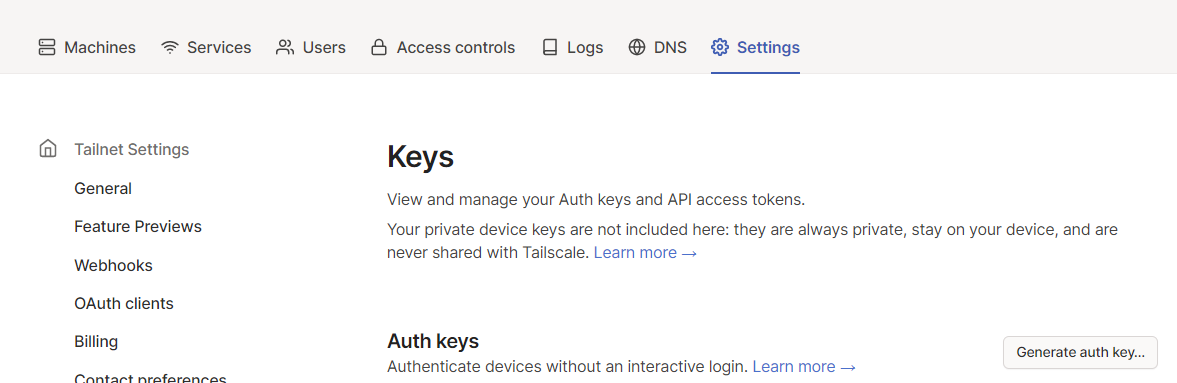 Machines Services Users Access controls Logs DNS Settings
Tailnet Settings
General
Feature Previews
Webhooks
OAuth clients
Billing
Contact preferences
Keys
View and manage your Auth keys and API access tokens.
Your private device keys are not included here: they are always private, stay on your device, and are
never shared with Tailscale. Learn more →
Auth keys
Authenticate devices without an interactive login. Learn more →
Generate auth key...